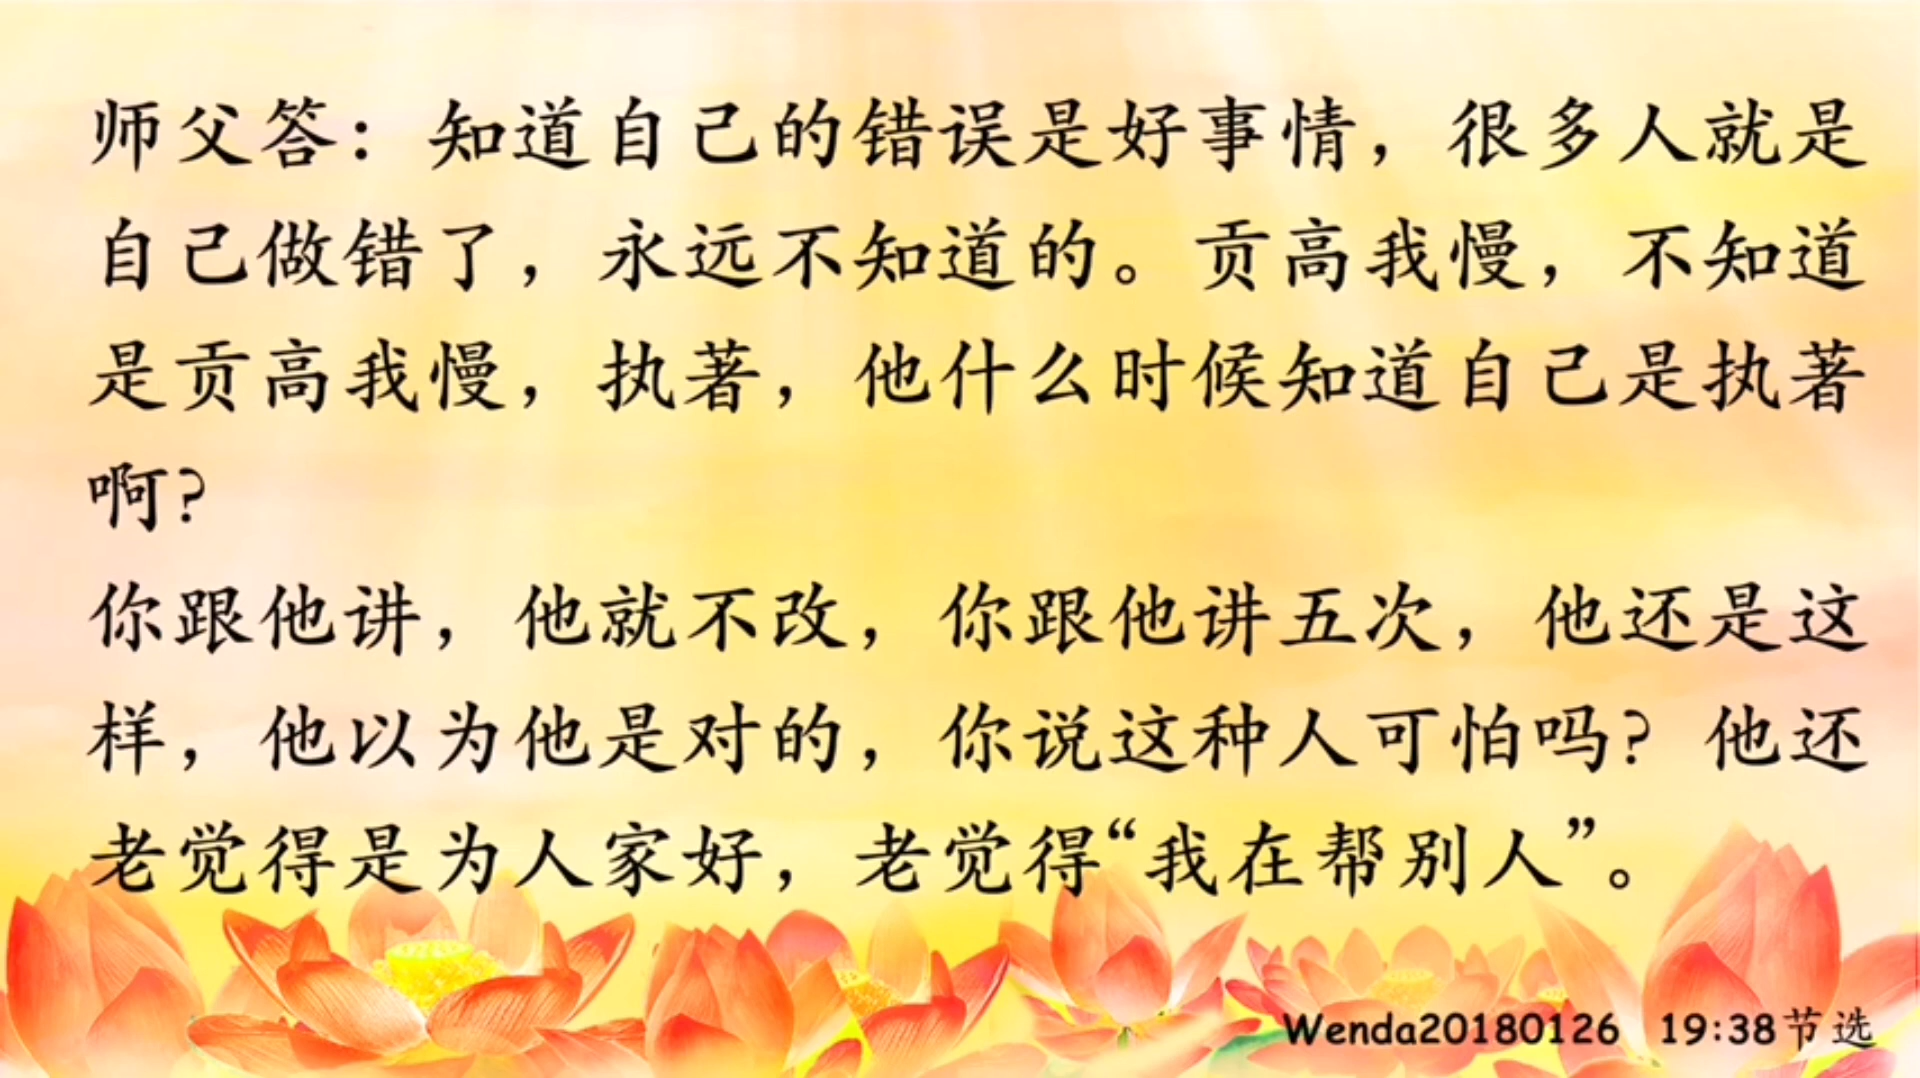 师父答：知道自己的错误是好事情，很多人就是
自己做错了，永远不知道的。贡高我慢，不知道
是贡高我慢，执著，他什么时候知道自己是执著
啊？
你跟他讲，他就不改，你跟他讲五次，他还是这
样，他以为他是对的，你说这种人可怕吗？他还
老觉得是为人家好，老觉得“我在帮别人”。
Wenda20180126 19:38节选